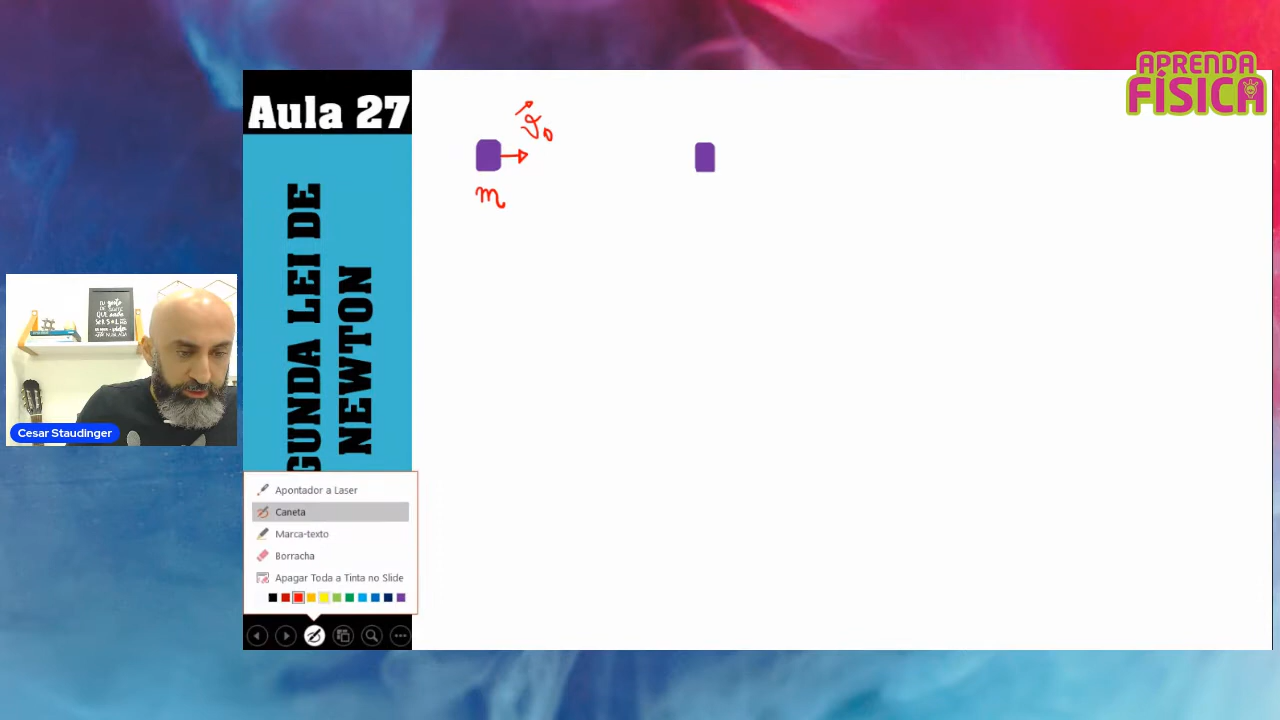 APRENDA
FÍSICA
Aula 27
v⃗₀
m
GUNDA LEI DE
NEWTON
Cesar Staudinger
Apontador a Laser
Caneta
Marca-texto
Borracha
Apagar Toda a Tinta no Slide